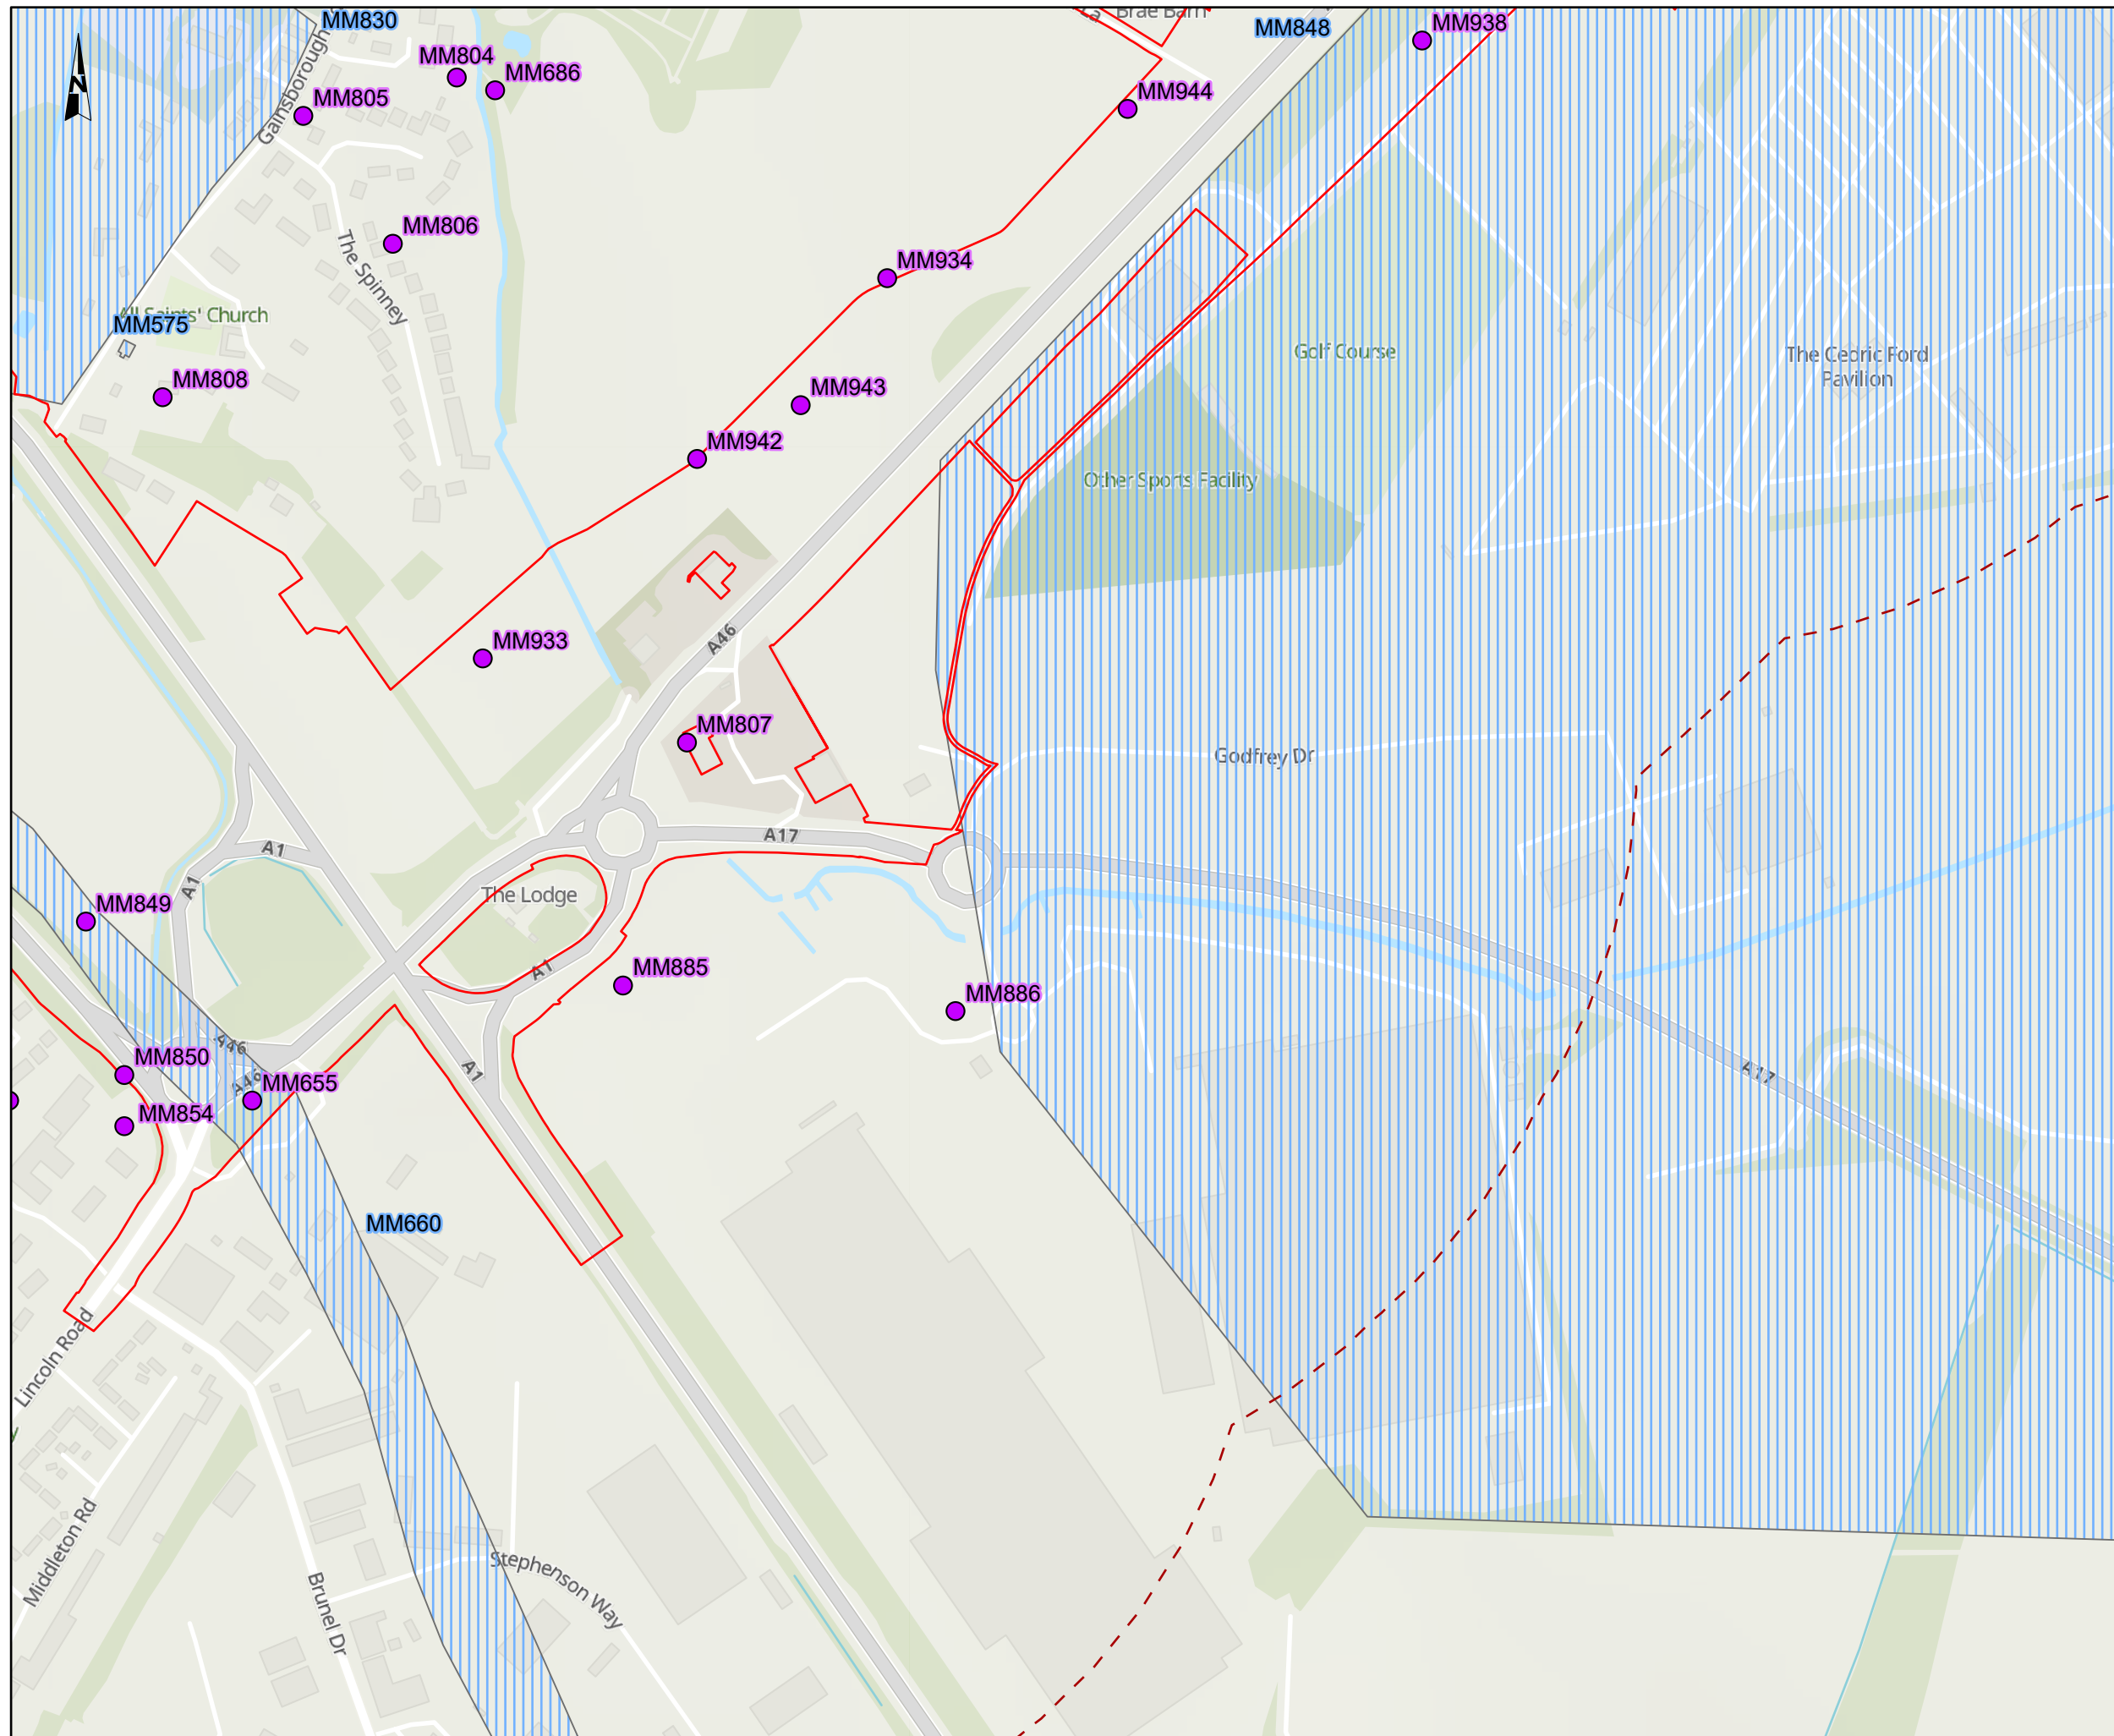 MM830
Brae Barn
MM848
MM938
N
Gainsborough
MM804
MM686
MM805
MM944
MM806
The Spinney
MM934
All Saints' Church
MM575
MM808
MM943
MM942
Golf Course
The Cedric Ford
Pavilion
Other Sports Facility
MM933
A46
MM807
Godfrey Dr
A17
A1
A1
The Lodge
MM849
MM885
A1
MM886
A46
MM850
A46
MM655
A1
A17
MM854
MM660
Lincoln Road
Middleton Rd
Brunel Dr
Stephenson Way